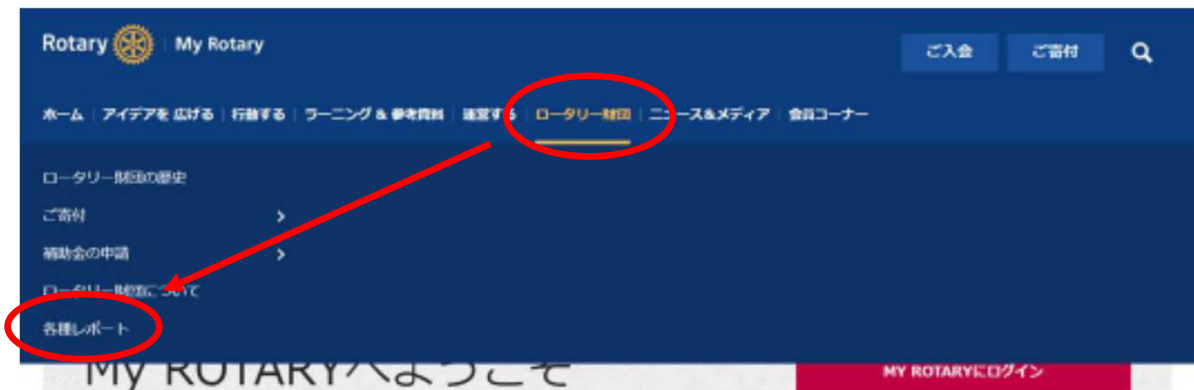 Rotary My Rotary
ご入会 ご寄付
ホーム アイデアを広げる 行動する ラーニング & 参考資料 運営する ロータリー財団 ニュース&メディア 会員コーナー
ロータリー財団の歴史
ご寄付
補助金の申請
ロータリー財団について
各種レポート
My ROTARYへようこそ
MY ROTARYにログイン